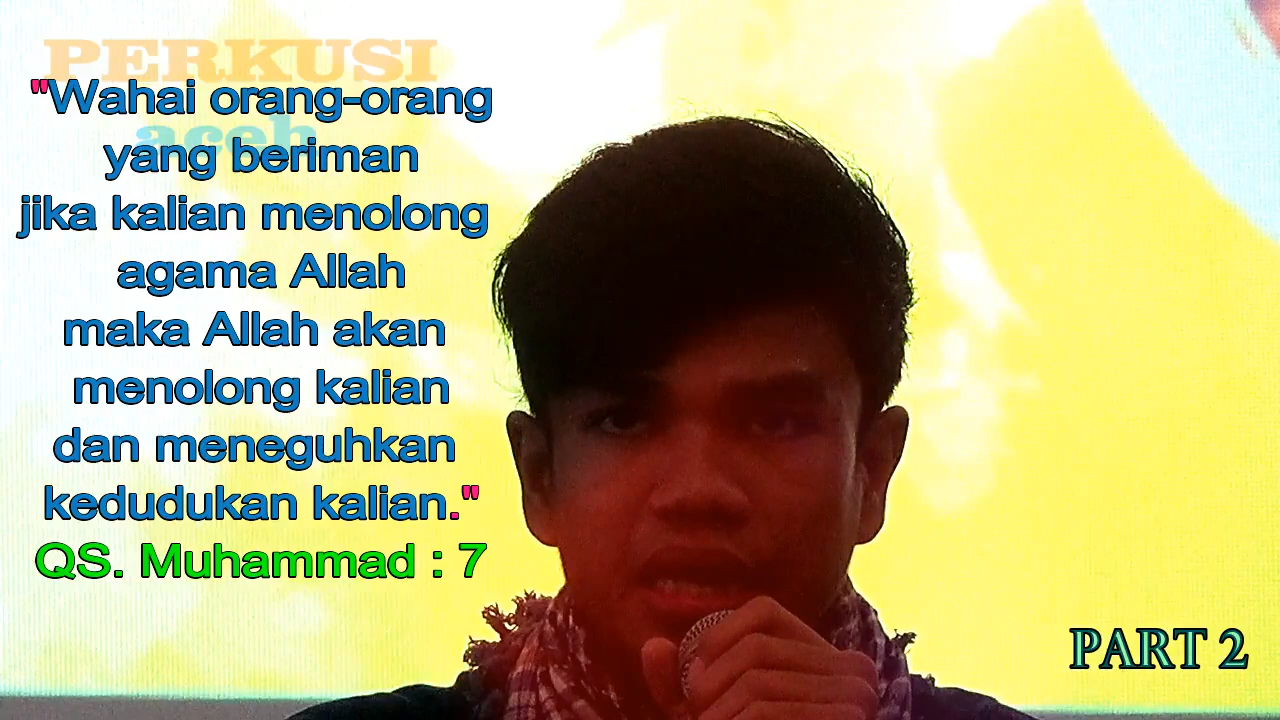 PERKUSI
aceh
"Wahai orang-orang
yang beriman
jika kalian menolong
agama Allah
maka Allah akan
menolong kalian
dan meneguhkan
kedudukan kalian."
QS. Muhammad : 7
PART 2